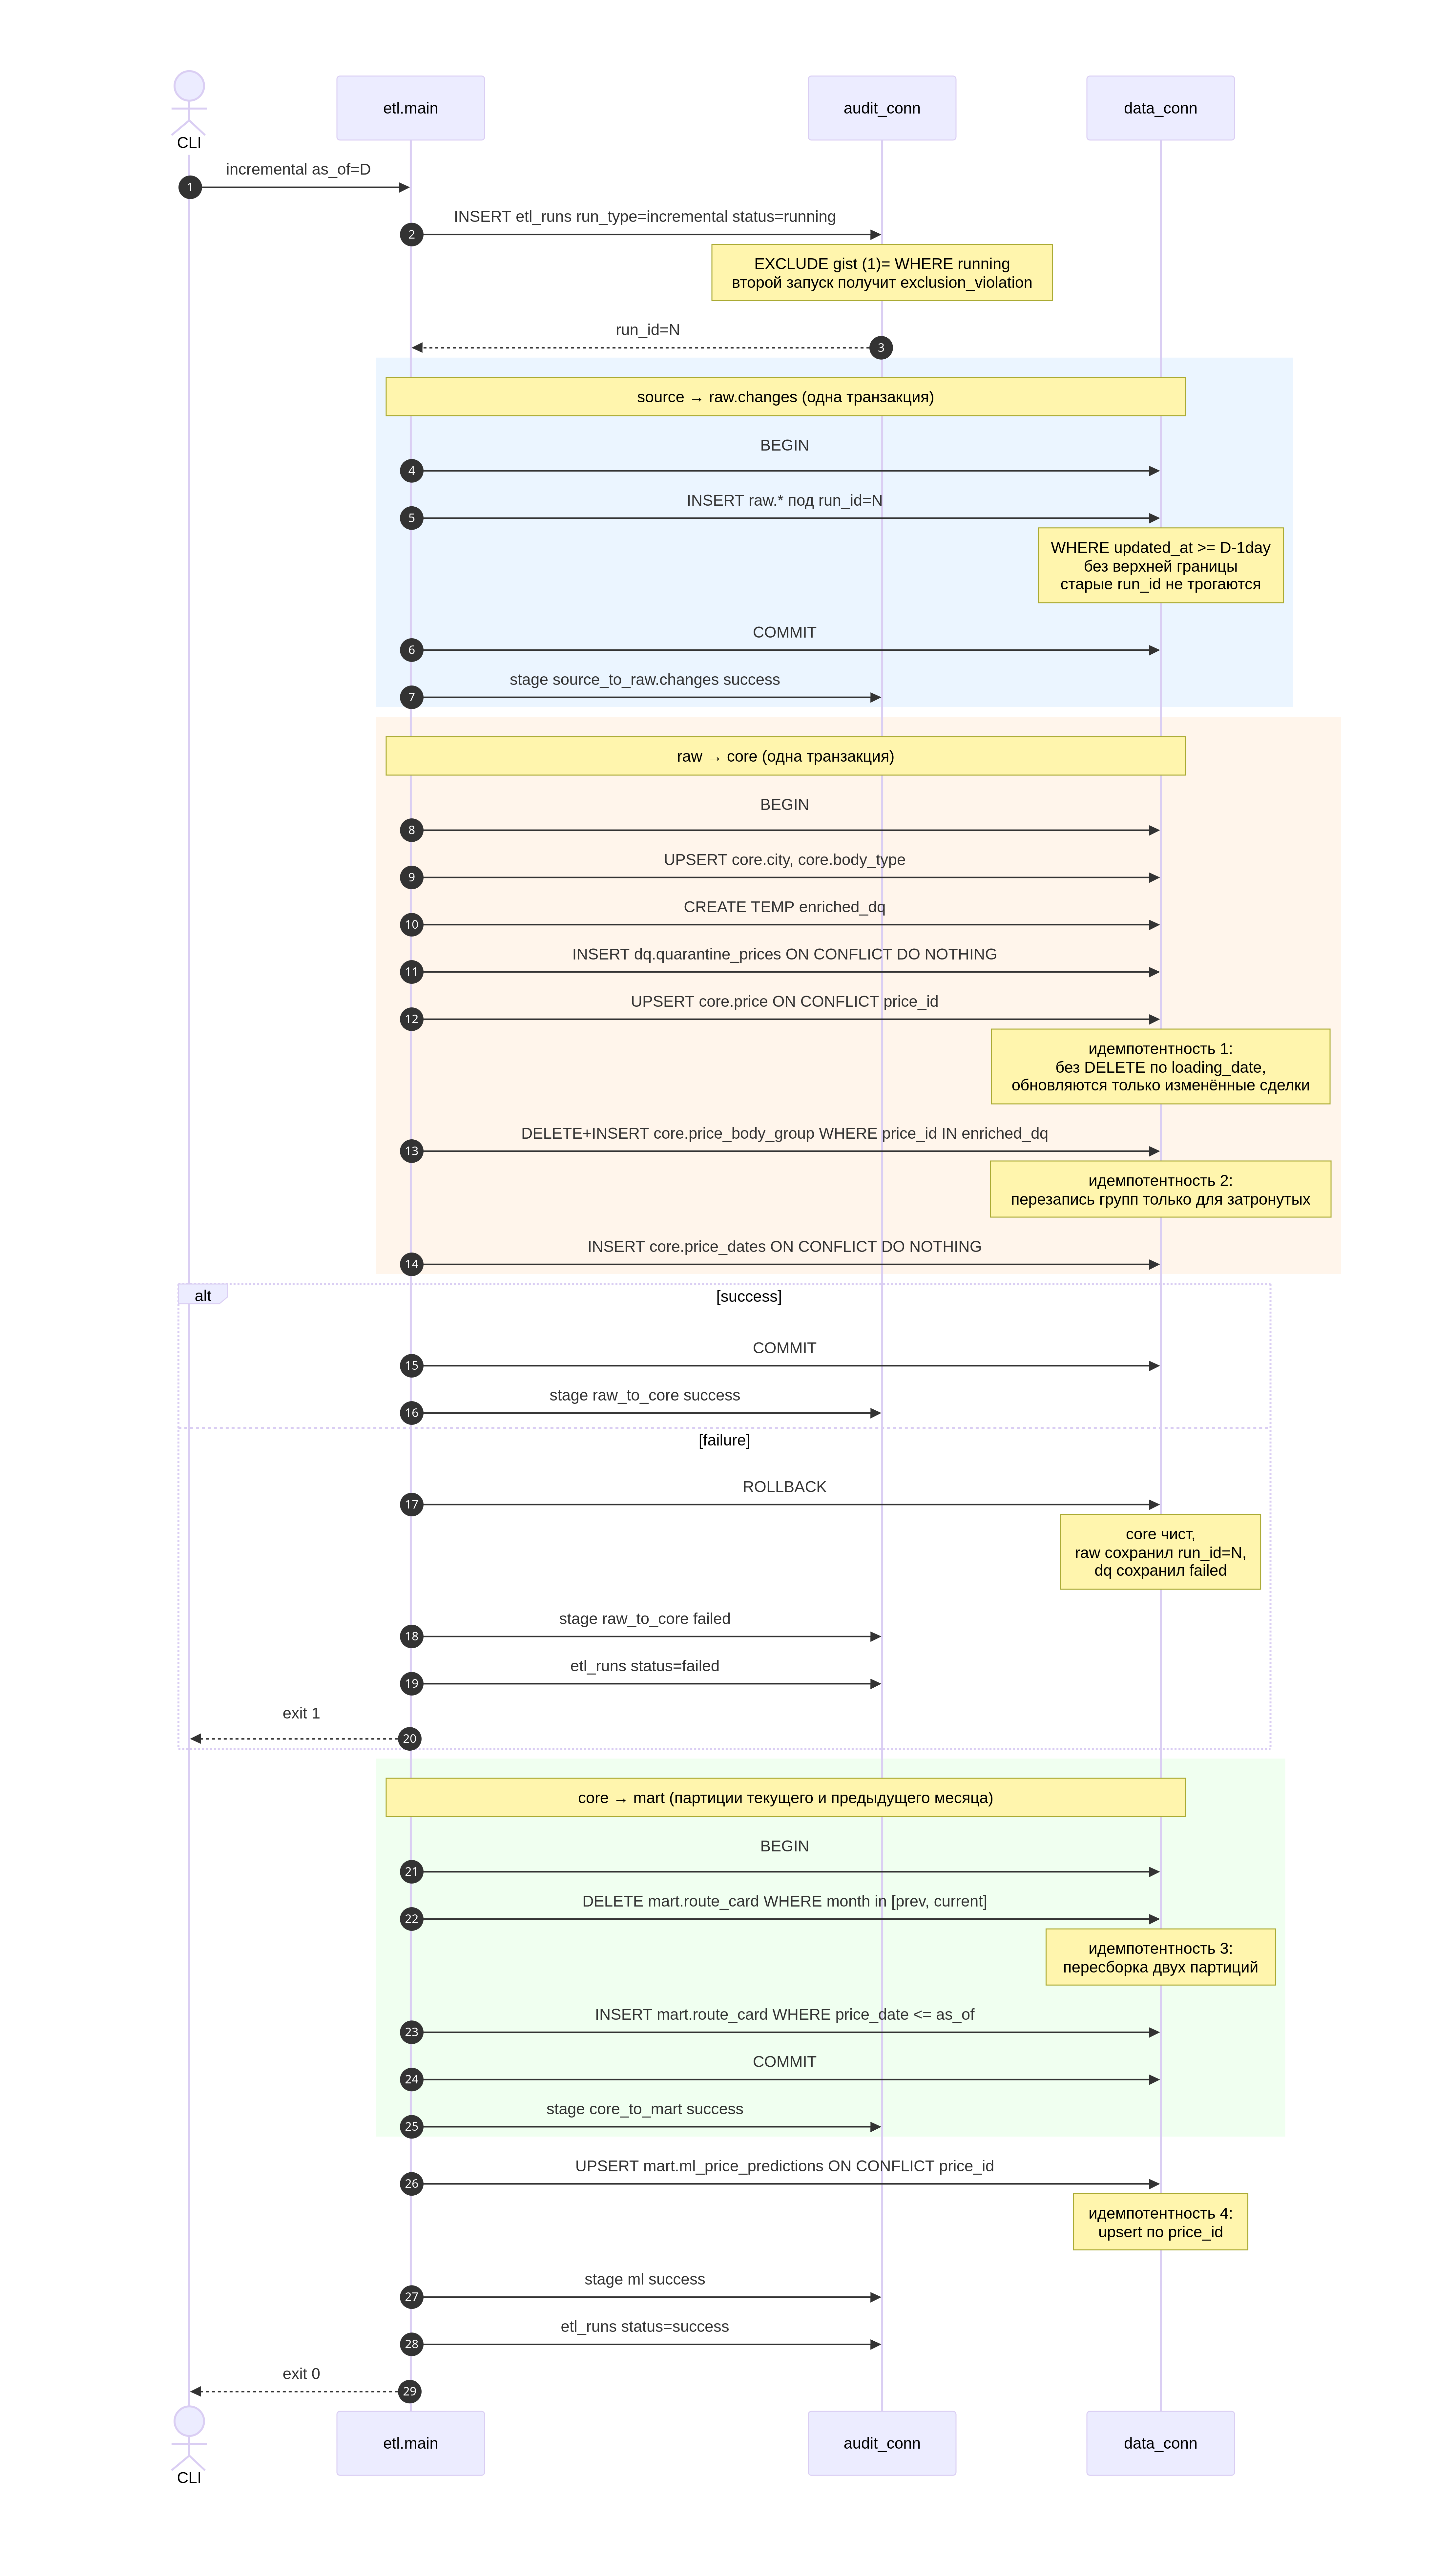 CLI
etl.main
audit_conn
data_conn
incremental as_of=D
1
INSERT etl_runs run_type=incremental status=running
2
EXCLUDE gist (1)= WHERE running
второй запуск получит exclusion_violation
run_id=N
3
source → raw.changes (одна транзакция)
BEGIN
4
INSERT raw.* под run_id=N
5
WHERE updated_at >= D-1day
без верхней границы
старые run_id не трогаются
COMMIT
6
stage source_to_raw.changes success
7
raw → core (одна транзакция)
BEGIN
8
UPSERT core.city, core.body_type
9
CREATE TEMP enriched_dq
10
INSERT dq.quarantine_prices ON CONFLICT DO NOTHING
11
UPSERT core.price ON CONFLICT price_id
12
идемпотентность 1:
без DELETE по loading_date,
обновляются только изменённые сделки
DELETE+INSERT core.price_body_group WHERE price_id IN enriched_dq
13
идемпотентность 2:
перезапись групп только для затронутых
INSERT core.price_dates ON CONFLICT DO NOTHING
14
alt
[success]
COMMIT
15
stage raw_to_core success
16
[failure]
ROLLBACK
17
core чист,
raw сохранил run_id=N,
dq сохранил failed
stage raw_to_core failed
18
etl_runs status=failed
19
exit 1
20
core → mart (партиции текущего и предыдущего месяца)
BEGIN
21
DELETE mart.route_card WHERE month in [prev, current]
22
идемпотентность 3:
пересборка двух партиций
INSERT mart.route_card WHERE price_date <= as_of
23
COMMIT
24
stage core_to_mart success
25
UPSERT mart.ml_price_predictions ON CONFLICT price_id
26
идемпотентность 4:
upsert по price_id
stage ml success
27
etl_runs status=success
28
exit 0
29
CLI
etl.main
audit_conn
data_conn